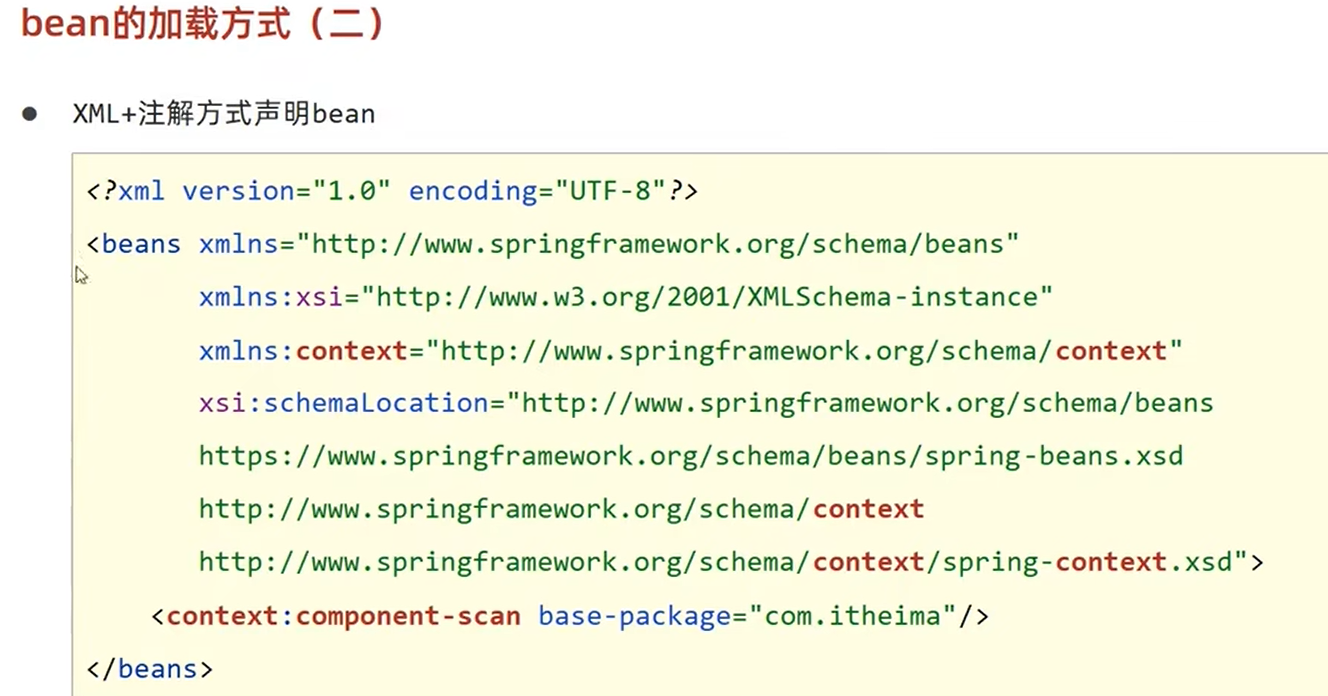 bean的加载方式（二）
● XML+注解方式声明bean
<?xml version="1.0" encoding="UTF-8"?>
<beans xmlns="http://www.springframework.org/schema/beans"
xmlns:xsi="http://www.w3.org/2001/XMLSchema-instance"
xmlns:context="http://www.springframework.org/schema/context"
xsi:schemaLocation="http://www.springframework.org/schema/beans
https://www.springframework.org/schema/beans/spring-beans.xsd
http://www.springframework.org/schema/context
http://www.springframework.org/schema/context/spring-context.xsd">
<context:component-scan base-package="com.itheima"/>
</beans>